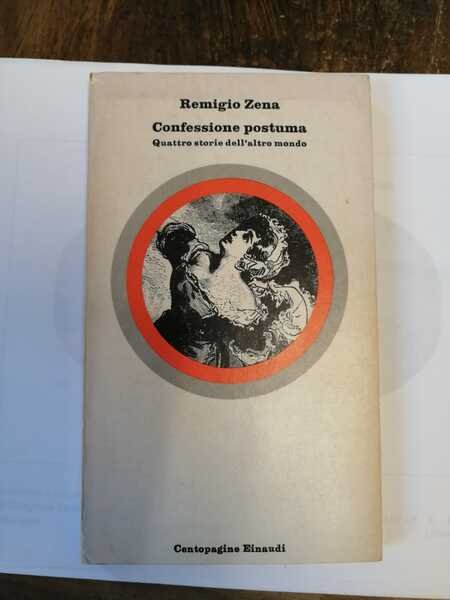 Remigio Zena
Confessione postuma
Quattro storie dell'altro mondo
Centopagine Einaudi